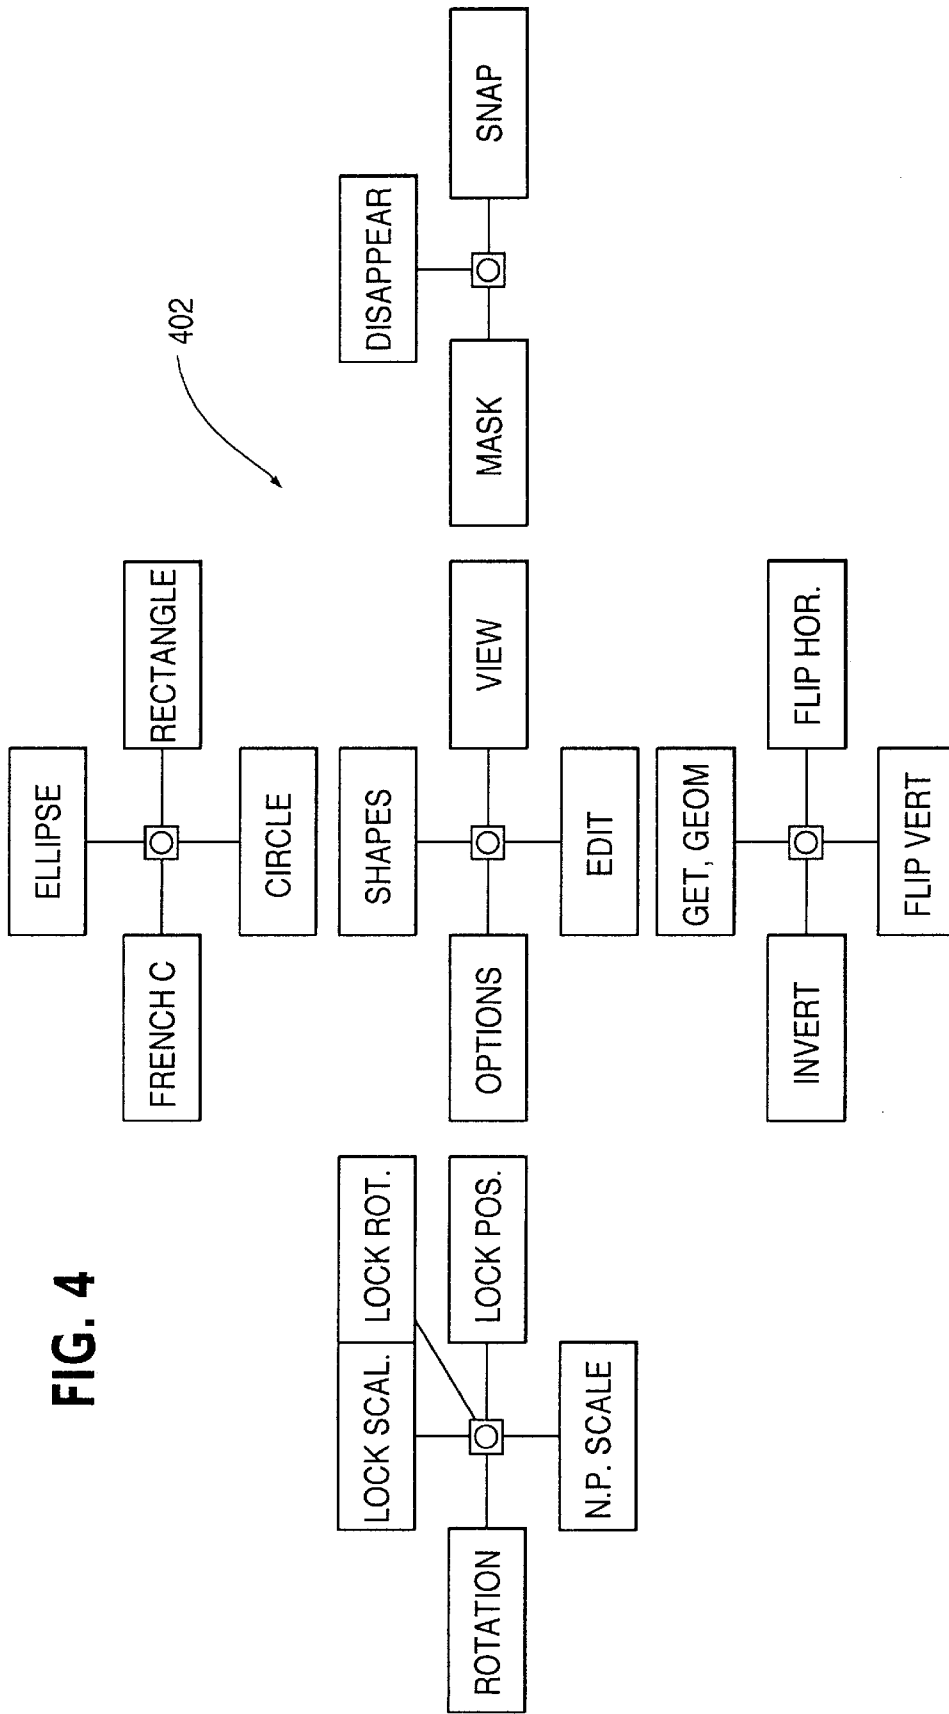 FIG. 4
402
ELLIPSE
FRENCH C
RECTANGLE
CIRCLE
LOCK SCAL.
LOCK ROT.
ROTATION
LOCK POS.
N.P. SCALE
SHAPES
OPTIONS
VIEW
EDIT
DISAPPEAR
MASK
SNAP
GET, GEOM
INVERT
FLIP HOR.
FLIP VERT